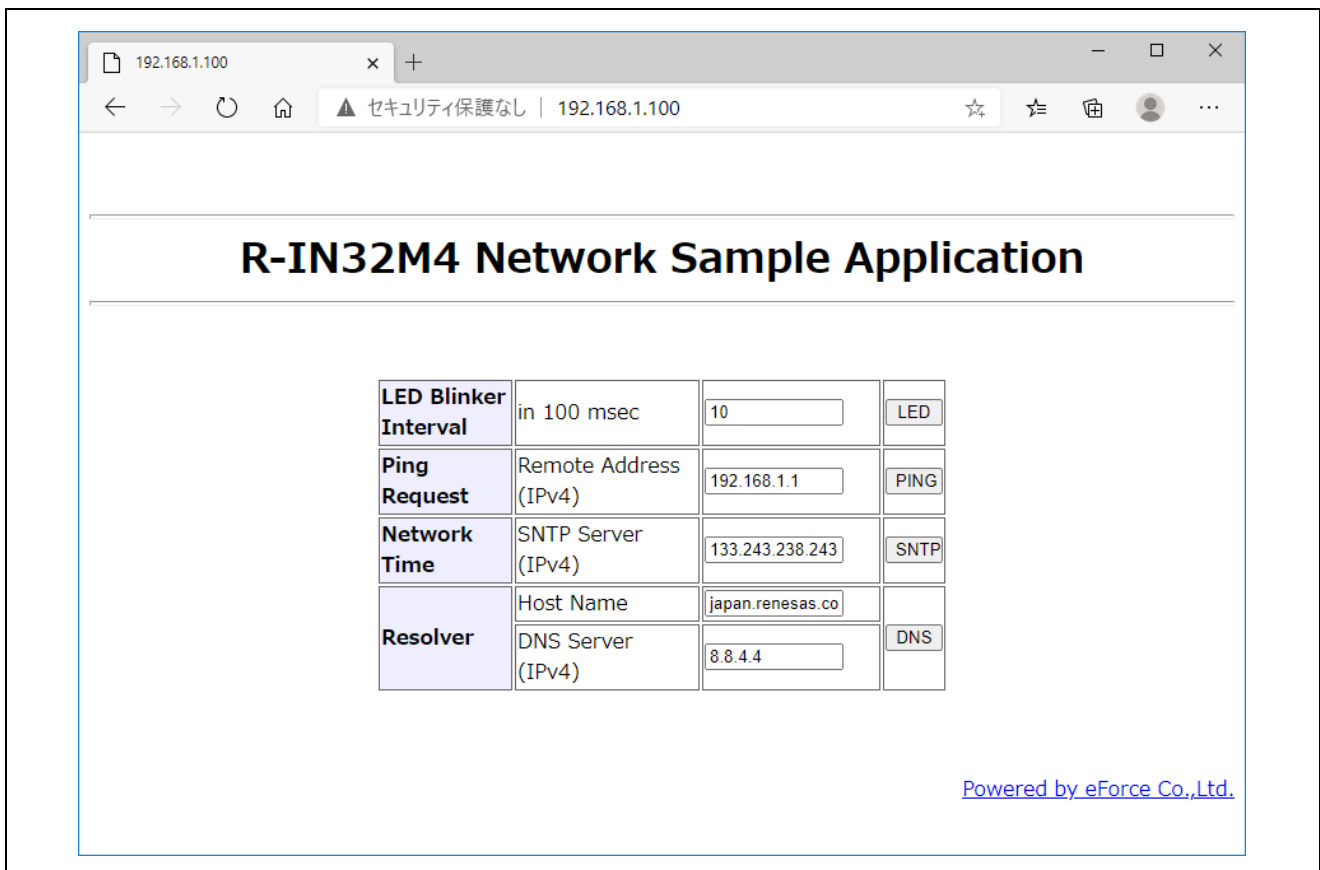 192.168.1.100
セキュリティ保護なし | 192.168.1.100
R-IN32M4 Network Sample Application
LED Blinker
Interval
in 100 msec
10
LED
Ping
Request
Remote Address
(IPv4)
192.168.1.1
PING
Network
Time
SNTP Server
(IPv4)
133.243.238.243
SNTP
Resolver
Host Name
japan.renesas.co
DNS Server
(IPv4)
8.8.4.4
DNS
Powered by eForce Co.,Ltd.